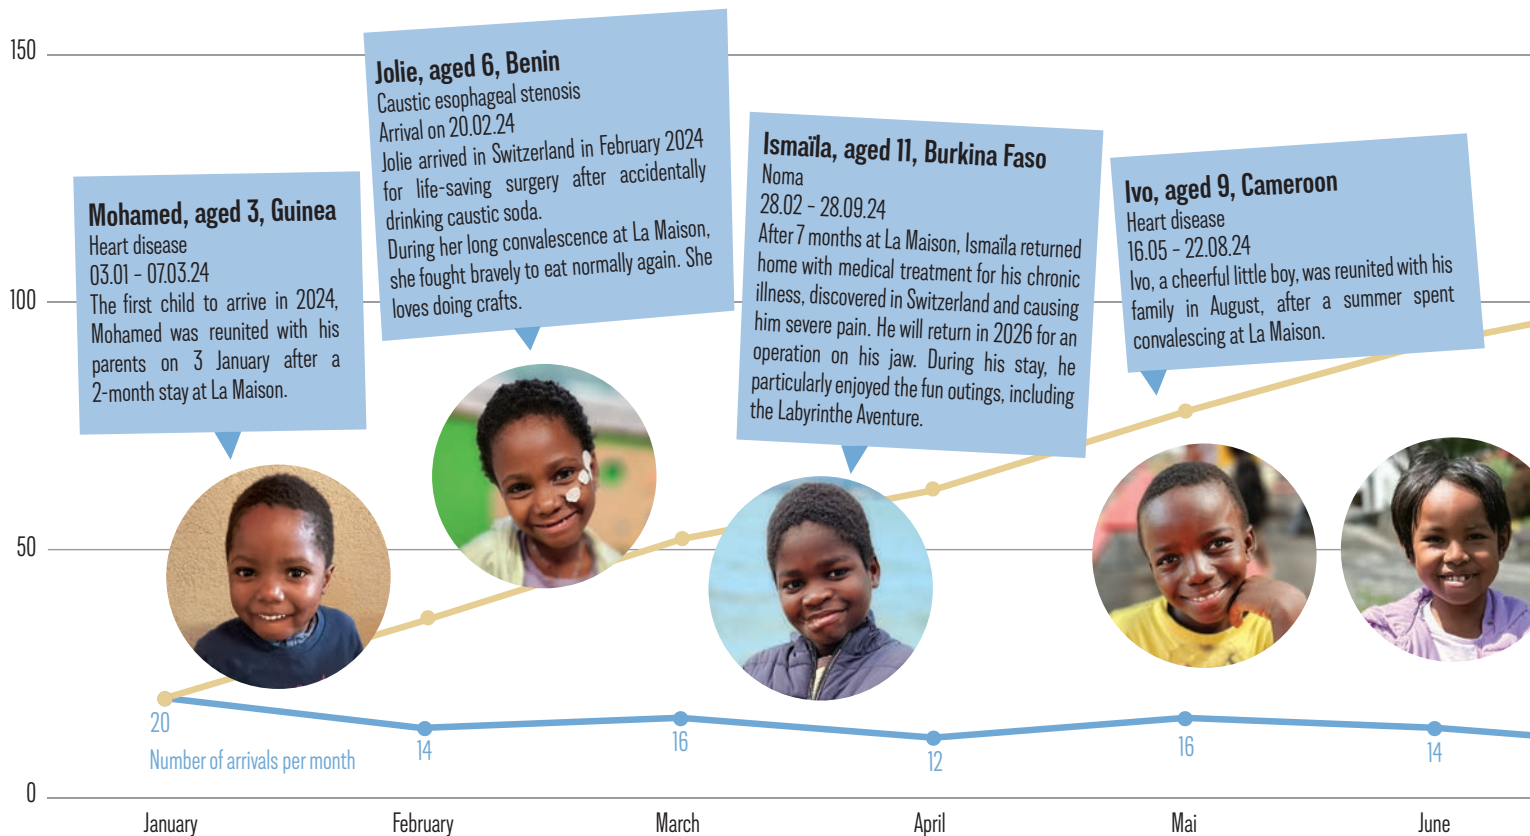 150
100
50
0
Mohamed, aged 3, Guinea
Heart disease
03.01 – 07.03.24
The first child to arrive in 2024,
Mohamed was reunited with his
parents on 3 January after a
2-month stay at La Maison.
Jolie, aged 6, Benin
Caustic esophageal stenosis
Arrival on 20.02.24
Jolie arrived in Switzerland in February 2024
for life-saving surgery after accidentally
drinking caustic soda.
During her long convalescence at La Maison,
she fought bravely to eat normally again. She
loves doing crafts.
Ismaïla, aged 11, Burkina Faso
Noma
28.02 – 28.09.24
After 7 months at La Maison, Ismaïla returned
home with medical treatment for his chronic
illness, discovered in Switzerland and causing
him severe pain. He will return in 2026 for an
operation on his jaw. During his stay, he
particularly enjoyed the fun outings, including
the Labyrinthe Aventure.
Ivo, aged 9, Cameroon
Heart disease
16.05 – 22.08.24
Ivo, a cheerful little boy, was reunited with his
family in August, after a summer spent
convalescing at La Maison.
20
14
16
12
16
14
Number of arrivals per month
January
February
March
April
Mai
June